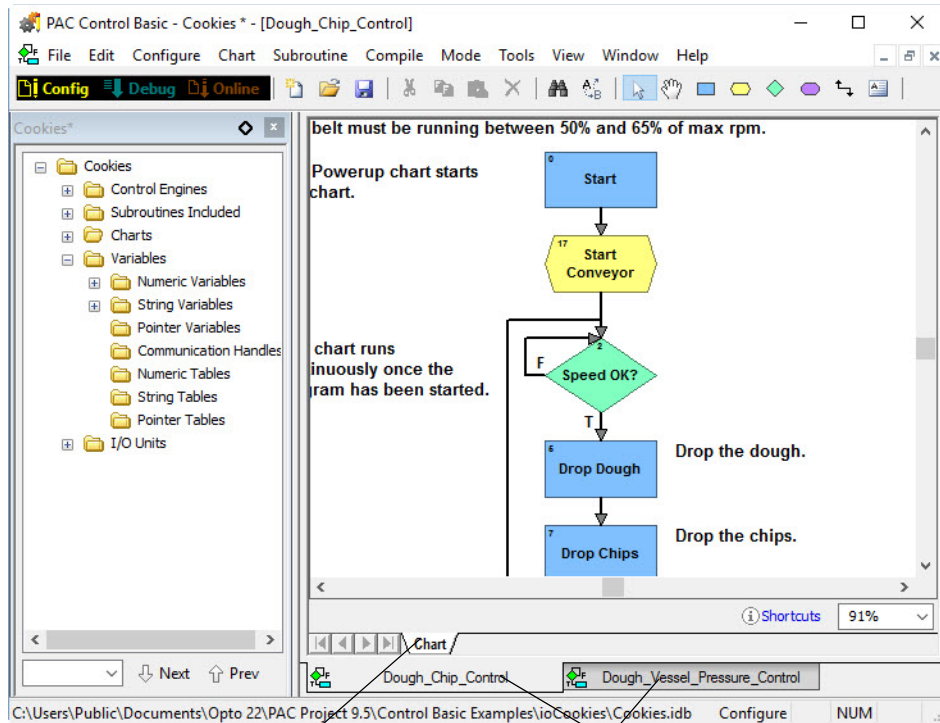 PAC Control Basic - Cookies * - [Dough_Chip_Control]
File Edit Configure Chart Subroutine Compile Mode Tools View Window Help
Config Debug Online
Cookies*
Cookies
Control Engines
Subroutines Included
Charts
Variables
Numeric Variables
String Variables
Pointer Variables
Communication Handles
Numeric Tables
String Tables
Pointer Tables
I/O Units
Next Prev
belt must be running between 50% and 65% of max rpm.
Powerup chart starts
chart.
0
Start
17
Start
Conveyor
chart runs
inuously once the
gram has been started.
2
F
Speed OK?
T
6
Drop Dough
Drop the dough.
7
Drop Chips
Drop the chips.
Shortcuts 91%
Chart
Dough_Chip_Control Dough_Vessel_Pressure_Control
C:\Users\Public\Documents\Opto 22\PAC Project 9.5\Control Basic Examples\ioCookies\Cookies.idb Configure NUM